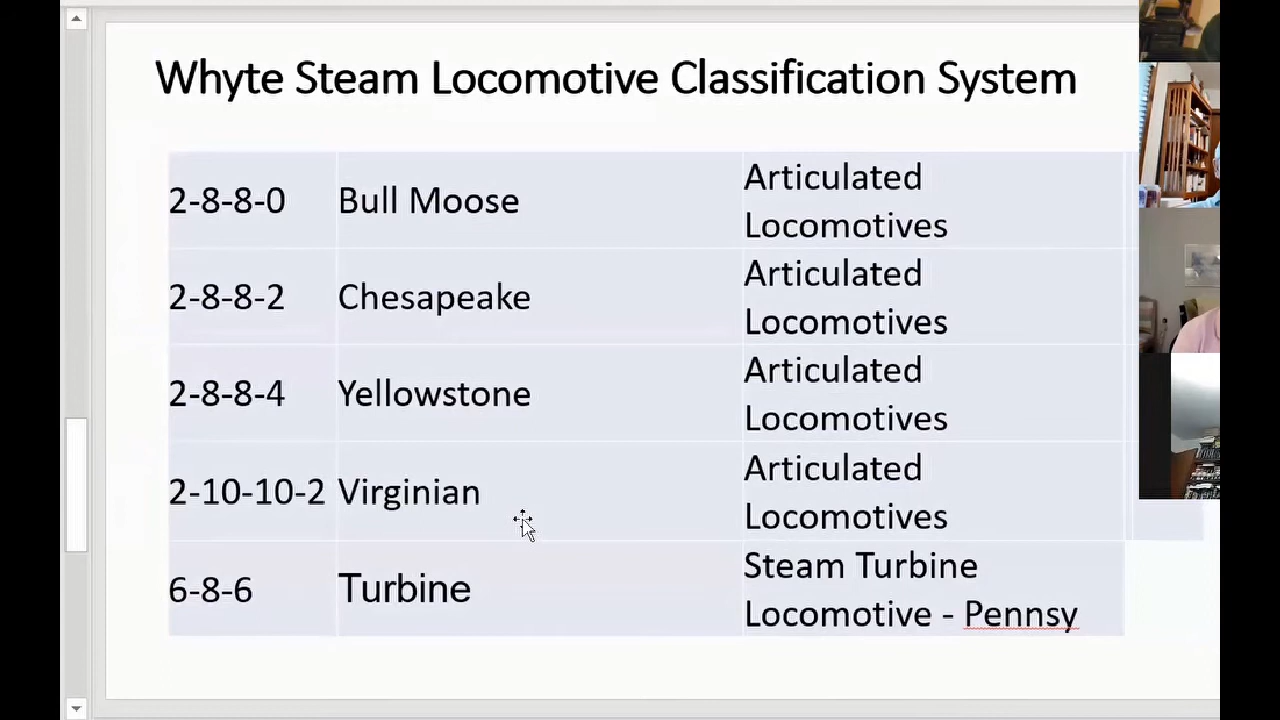 Whyte Steam Locomotive Classification System
2-8-8-0 Bull Moose Articulated
Locomotives
2-8-8-2 Chesapeake Articulated
Locomotives
2-8-8-4 Yellowstone Articulated
Locomotives
2-10-10-2 Virginian Articulated
Locomotives
6-8-6 Turbine Steam Turbine
Locomotive - Pennsy